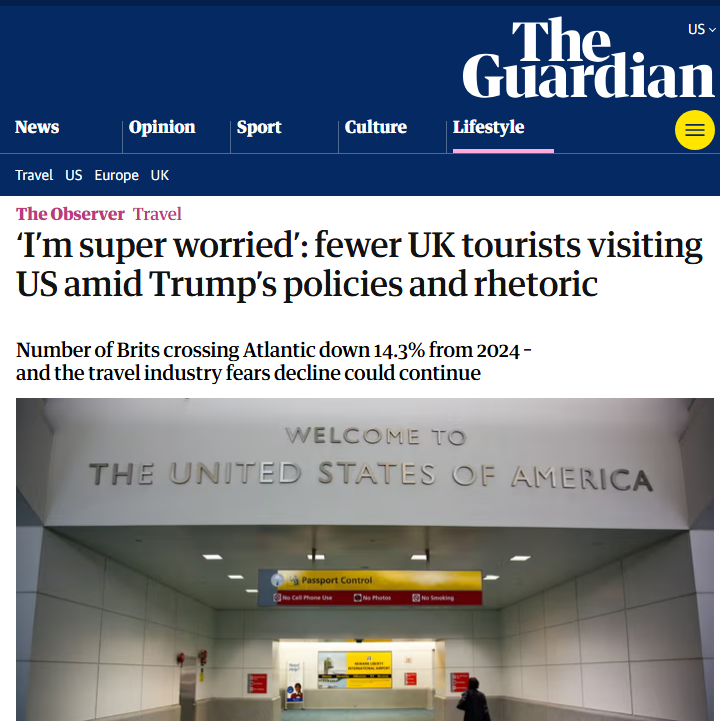 US
The
Guardian
News
Opinion
Sport
Culture
Lifestyle
Travel
US
Europe
UK
The Observer Travel
‘I’m super worried’: fewer UK tourists visiting
US amid Trump’s policies and rhetoric
Number of Brits crossing Atlantic down 14.3% from 2024 –
and the travel industry fears decline could continue
WELCOME TO
THE UNITED STATES OF AMERICA
Passport Control
No Cell Phone Use
No Photos
No Smoking
NEWARK LIBERTY
INTERNATIONAL AIRPORT